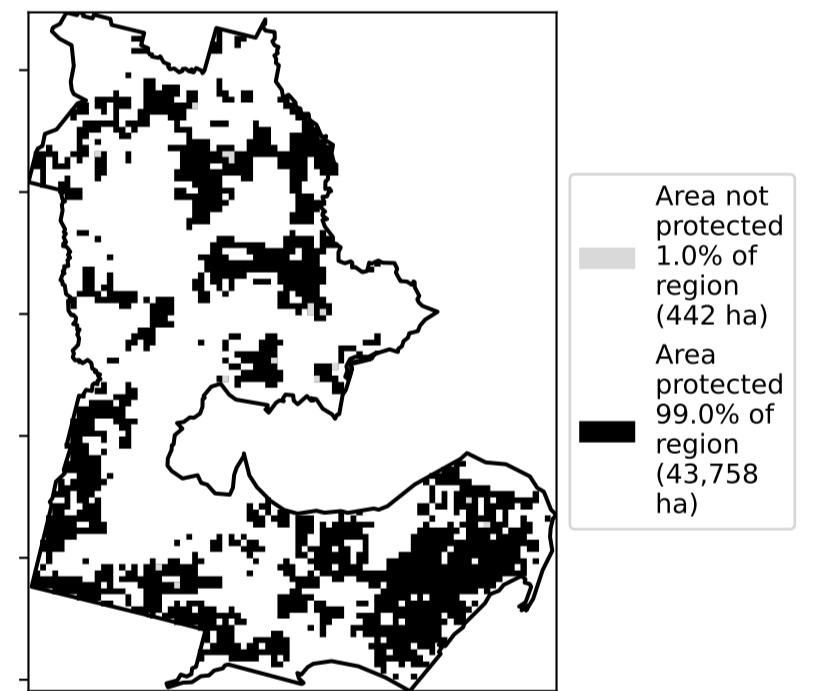 Area not
protected
1.0% of
region
(442 ha)
Area
protected
99.0% of
region
(43,758
ha)